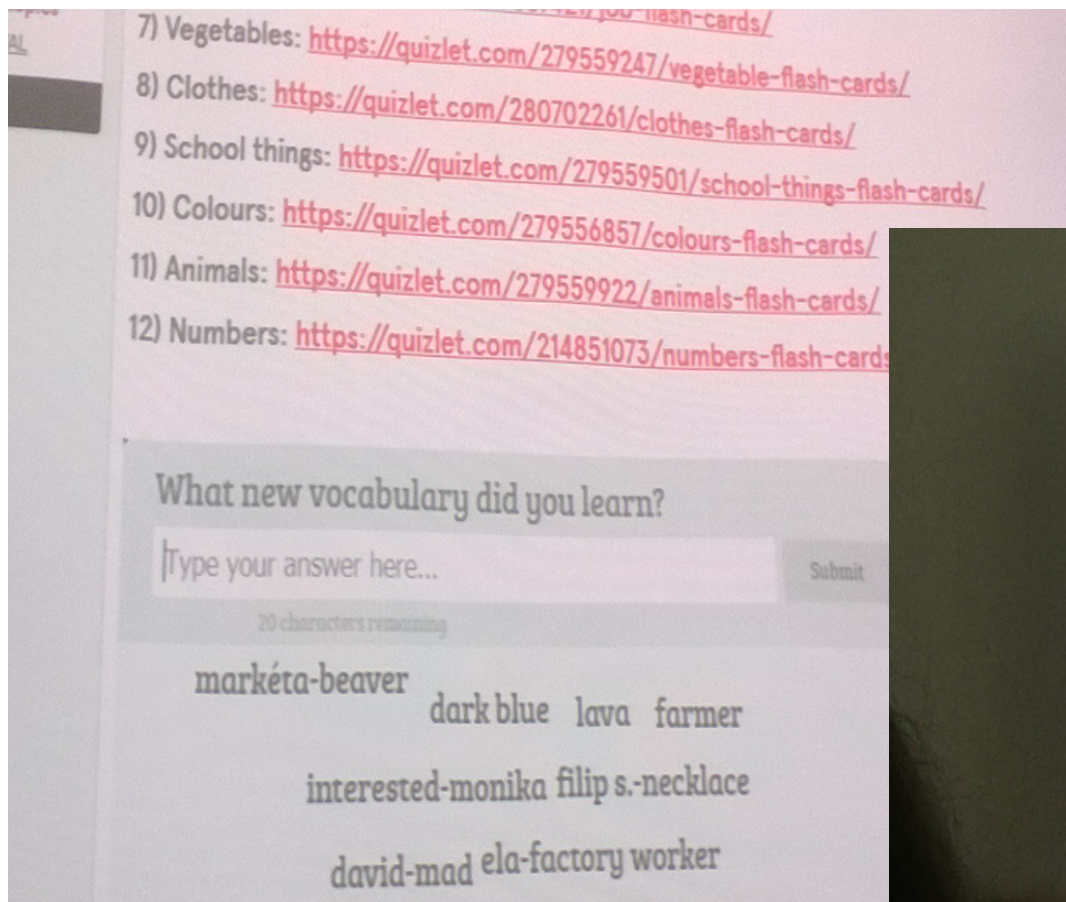 AL
job-flash-cards/
7) Vegetables: https://quizlet.com/279559247/vegetable-flash-cards/
8) Clothes: https://quizlet.com/280702261/clothes-flash-cards/
9) School things: https://quizlet.com/279559501/school-things-flash-cards/
10) Colours: https://quizlet.com/279556857/colours-flash-cards/
11) Animals: https://quizlet.com/279559922/animals-flash-cards/
12) Numbers: https://quizlet.com/214851073/numbers-flash-cards
What new vocabulary did you learn?
Type your answer here... Submit
20 characters remaining
markéta-beaver
dark blue lava farmer
interested-monika filip s.-necklace
david-mad ela-factory worker